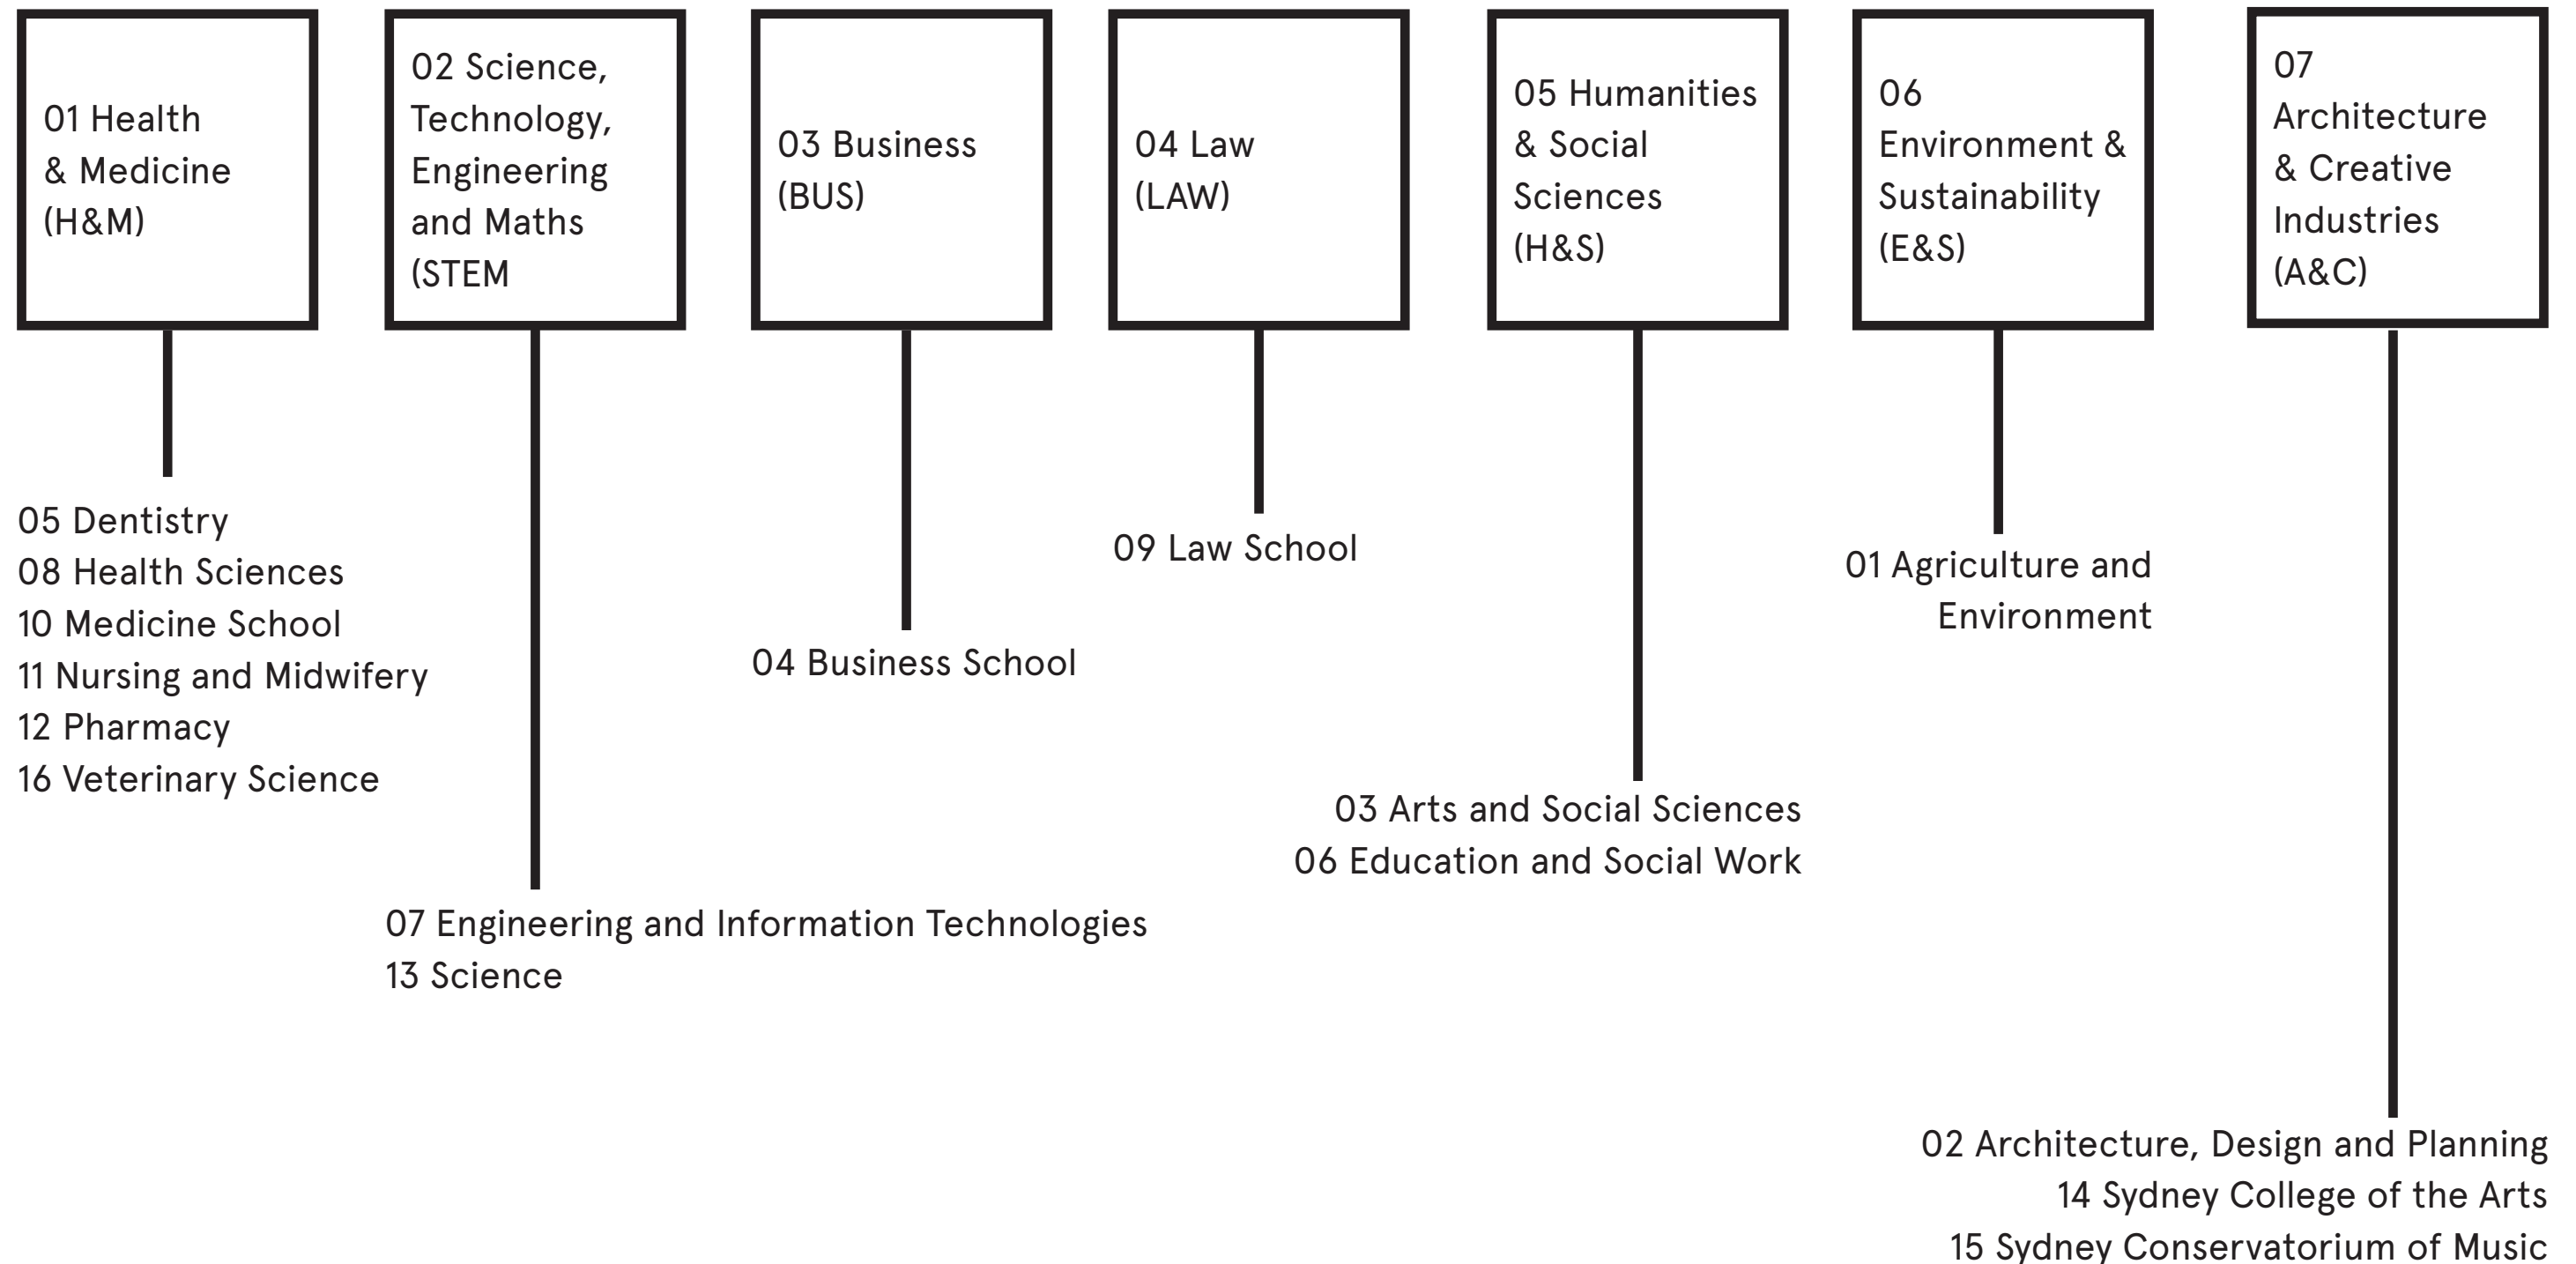 01 Health
& Medicine
(H&M)
02 Science,
Technology,
Engineering
and Maths
(STEM
03 Business
(BUS)
04 Law
(LAW)
05 Humanities
& Social
Sciences
(H&S)
06
Environment &
Sustainability
(E&S)
07
Architecture
& Creative
Industries
(A&C)
05 Dentistry
08 Health Sciences
10 Medicine School
11 Nursing and Midwifery
12 Pharmacy
16 Veterinary Science
07 Engineering and Information Technologies
13 Science
04 Business School
09 Law School
03 Arts and Social Sciences
06 Education and Social Work
01 Agriculture and
Environment
02 Architecture, Design and Planning
14 Sydney College of the Arts
15 Sydney Conservatorium of Music